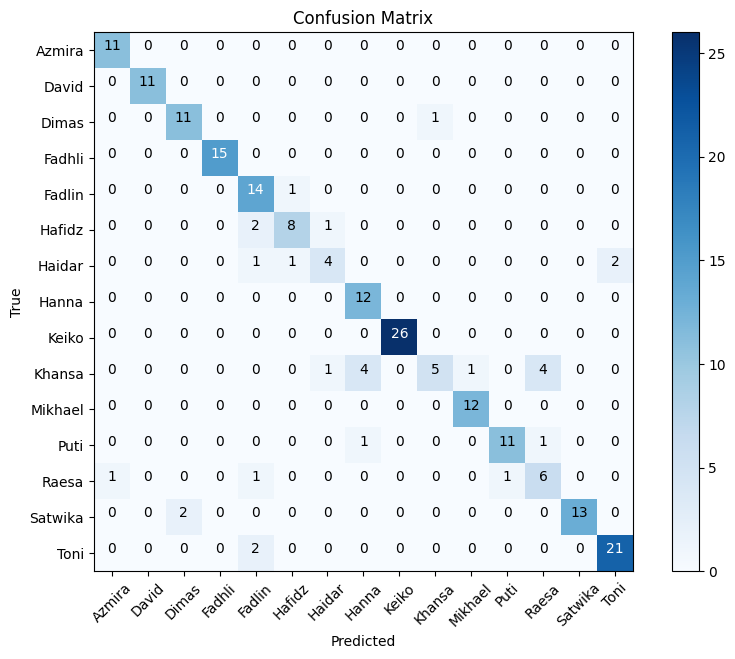 Confusion Matrix
Azmira 11 0 0 0 0 0 0 0 0 0 0 0 0 0 0
David 0 11 0 0 0 0 0 0 0 0 0 0 0 0 0
Dimas 0 0 11 0 0 0 0 0 0 1 0 0 0 0 0
Fadhli 0 0 0 15 0 0 0 0 0 0 0 0 0 0 0
Fadlin 0 0 0 0 14 1 0 0 0 0 0 0 0 0 0
Hafidz 0 0 0 0 2 8 1 0 0 0 0 0 0 0 0
Haidar 0 0 0 0 1 1 4 0 0 0 0 0 0 0 2
Hanna 0 0 0 0 0 0 0 12 0 0 0 0 0 0 0
Keiko 0 0 0 0 0 0 0 0 26 0 0 0 0 0 0
Khansa 0 0 0 0 0 0 1 4 0 5 1 0 4 0 0
Mikhael 0 0 0 0 0 0 0 0 0 0 12 0 0 0 0
Puti 0 0 0 0 0 0 0 1 0 0 0 11 1 0 0
Raesa 1 0 0 0 1 0 0 0 0 0 0 1 6 0 0
Satwika 0 0 2 0 0 0 0 0 0 0 0 0 0 13 0
Toni 0 0 0 0 2 0 0 0 0 0 0 0 0 0 21
True
Azmira David Dimas Fadhli Fadlin Hafidz Haidar Hanna Keiko Khansa Mikhael Puti Raesa Satwika Toni
Predicted
25
20
15
10
5
0